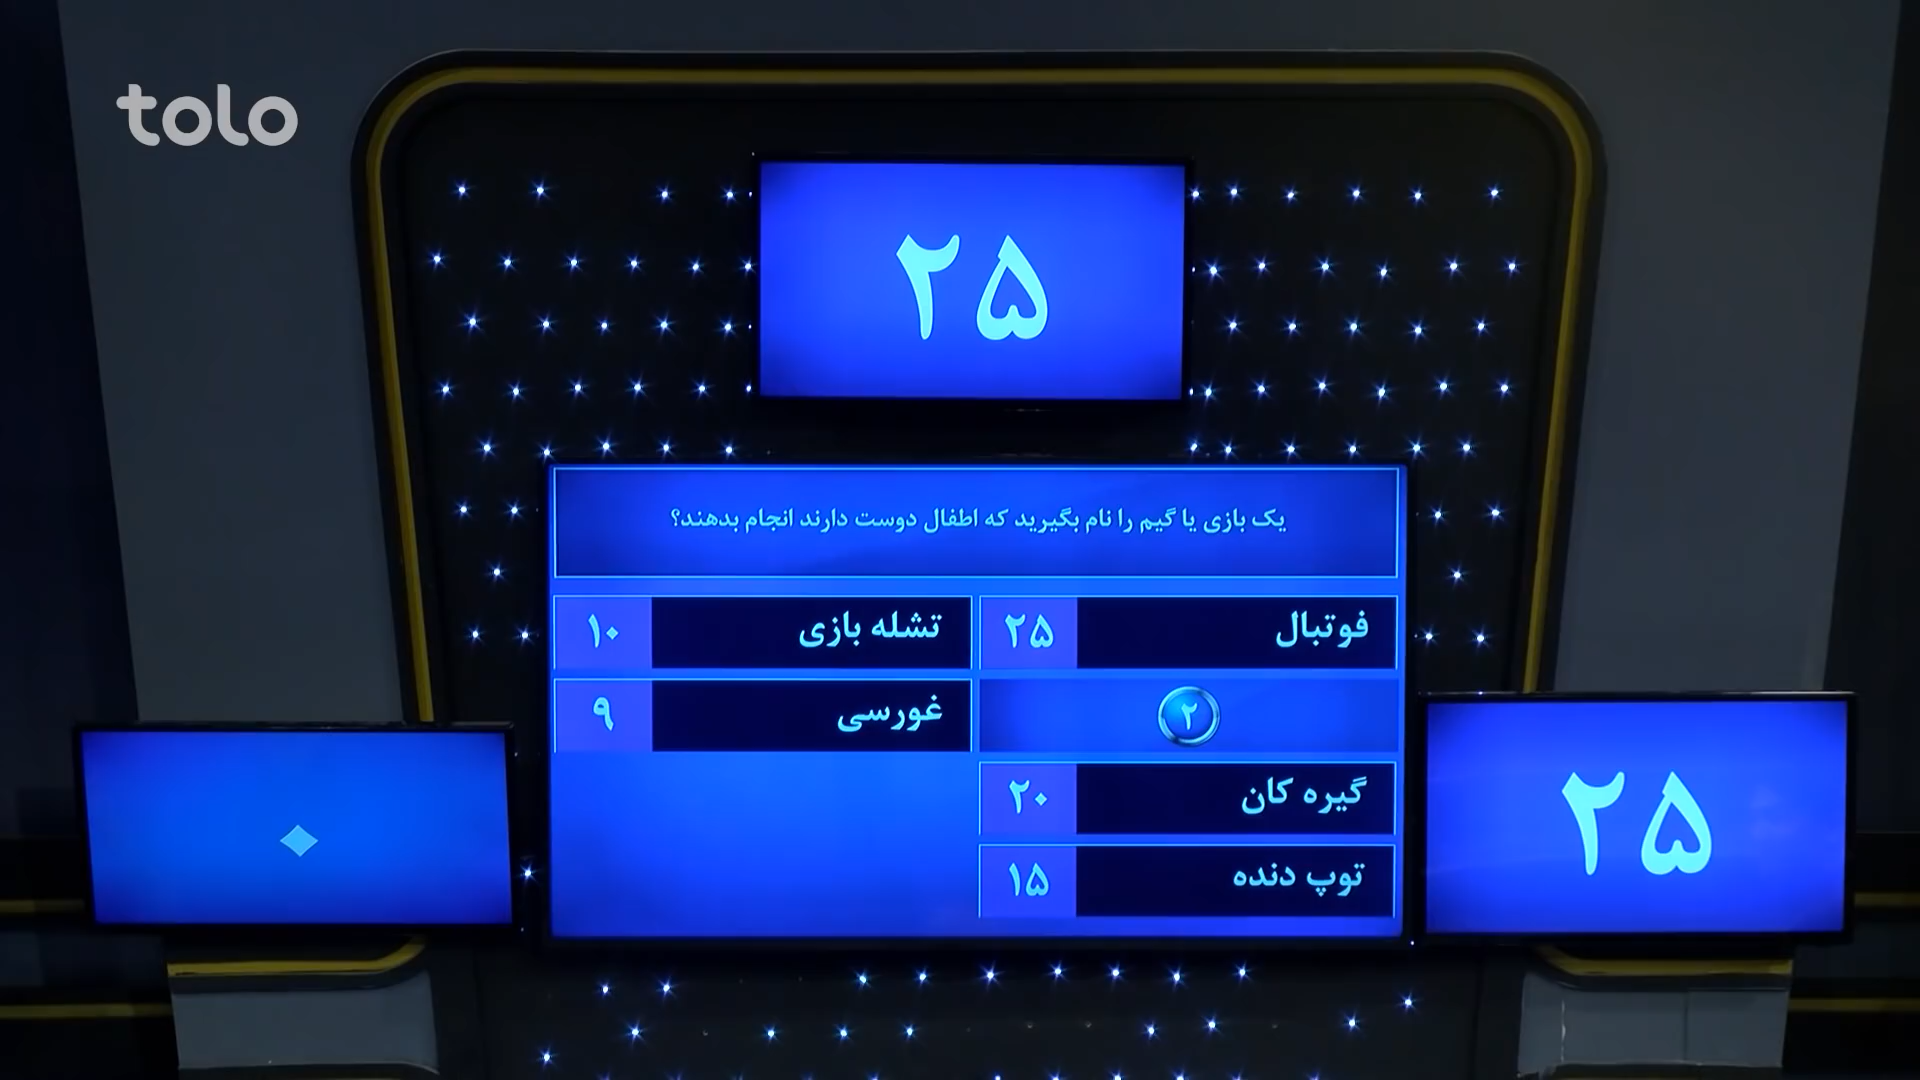 tolo
۲۵
یک بازی یا گیم را نام بگیرید که اطفال دوست دارند انجام بدهند؟
فوتبال ۲۵
۲
گیره کان ۲۰
توپ دنده ۱۵
تشله بازی ۱۰
غورسی ۹
۲۵
۰